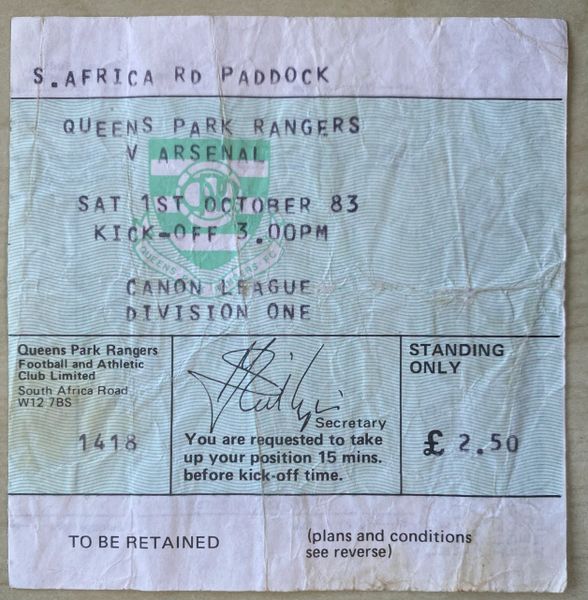 S.AFRICA RD PADDOCK
QUEENS PARK RANGERS
V ARSENAL
SAT 1ST OCTOBER 83
KICK-OFF 3.00PM
CANON LEAGUE
DIVISION ONE
Queens Park Rangers
Football and Athletic
Club Limited
South Africa Road
W12 7BS
1418
Secretary
You are requested to take
up your position 15 mins.
before kick-off time.
STANDING
ONLY
£ 2.50
TO BE RETAINED
(plans and conditions
see reverse)